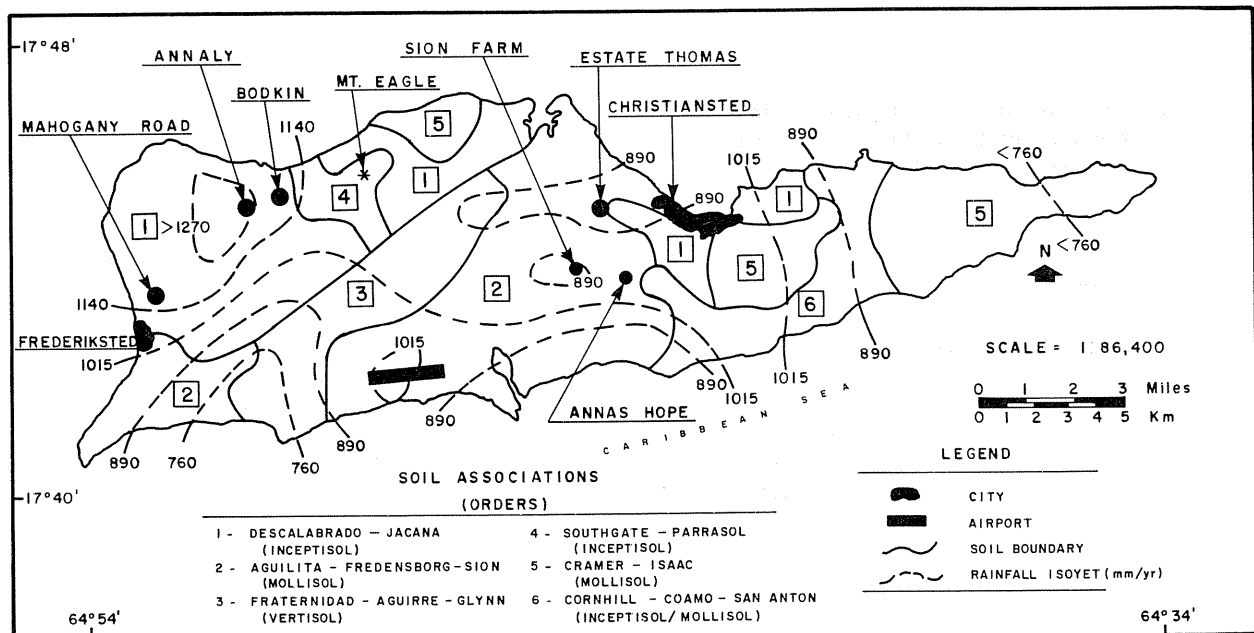 17°48'
SION FARM
ANNALY
ESTATE THOMAS
MT. EAGLE
BODKIN
CHRISTIANSTED
MAHOGANY ROAD
1140
5
890
890
<760
1015
1
4
1
890
5
1
>1270
1
<760
N
5
890
2
3
6
1140
890
FREDERIKSTED
1015
1015
SCALE = 1:86,400
2
890
1015
1015
0 1 2 3 Miles
0 1 2 3 4 5 Km
890
ANNAS HOPE
CARIBBEAN SEA
890
760
760
890
LEGEND
SOIL ASSOCIATIONS
(ORDERS)
17°40'
CITY
AIRPORT
SOIL BOUNDARY
RAINFALL ISOYET (mm/yr)
1 - DESCALABRADO - JACANA
(INCEPTISOL)
2 - AGUILITA - FREDENSBORG - SION
(MOLLISOL)
3 - FRATERNIDAD - AGUIRRE - GLYNN
(VERTISOL)
4 - SOUTHGATE - PARRASOL
(INCEPTISOL)
5 - CRAMER - ISAAC
(MOLLISOL)
6 - CORNHILL - COAMO - SAN ANTON
(INCEPTISOL/MOLLISOL)
64°54'
64°34'